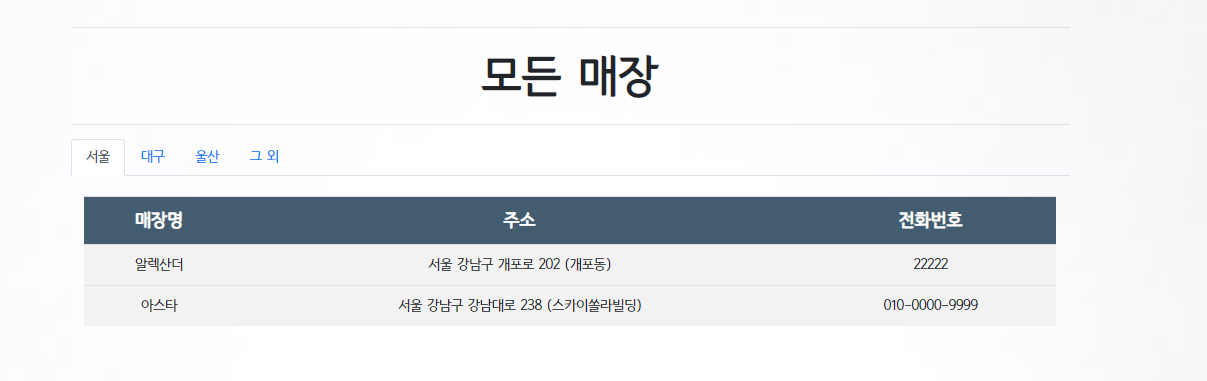 모든 매장
서울 대구 울산 그 외
매장명 주소 전화번호
알렉산더 서울 강남구 개포로 202 (개포동) 22222
아스타 서울 강남구 강남대로 238 (스카이쏠라빌딩) 010-0000-9999